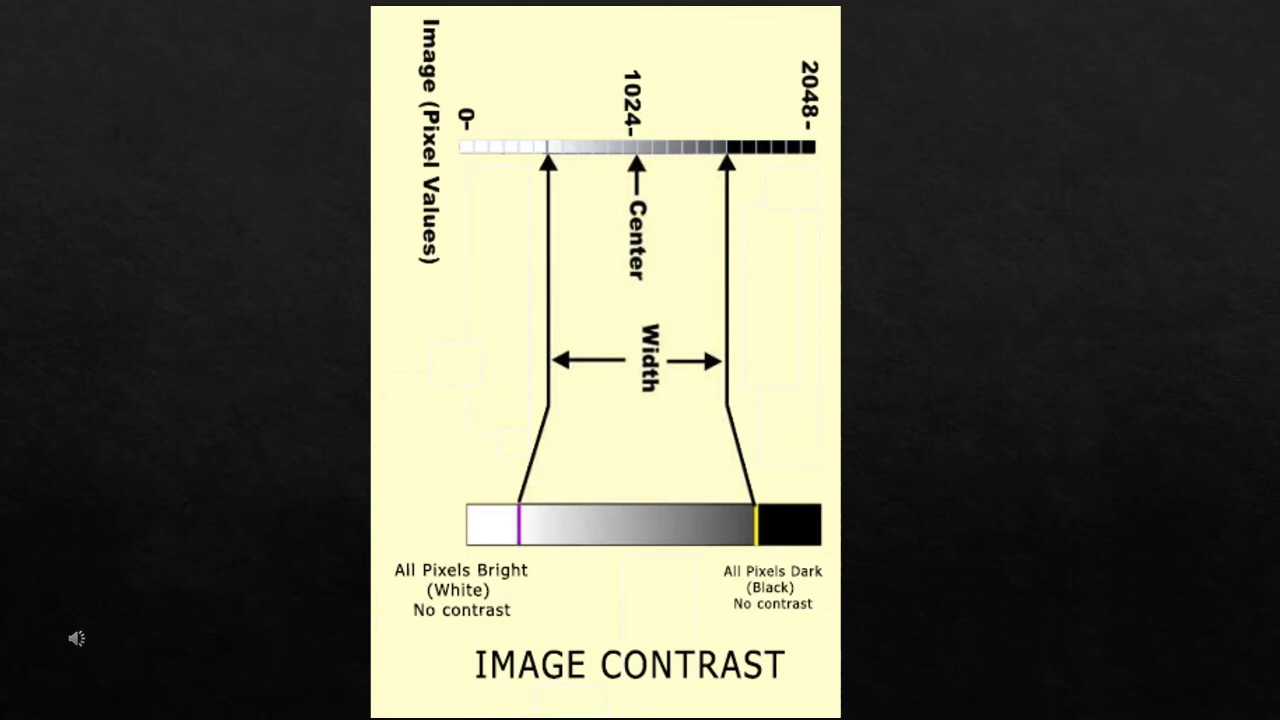 Image (Pixel Values)
0-
1024-
2048-
Center
Width
All Pixels Bright
(White)
No contrast
All Pixels Dark
(Black)
No contrast
IMAGE CONTRAST